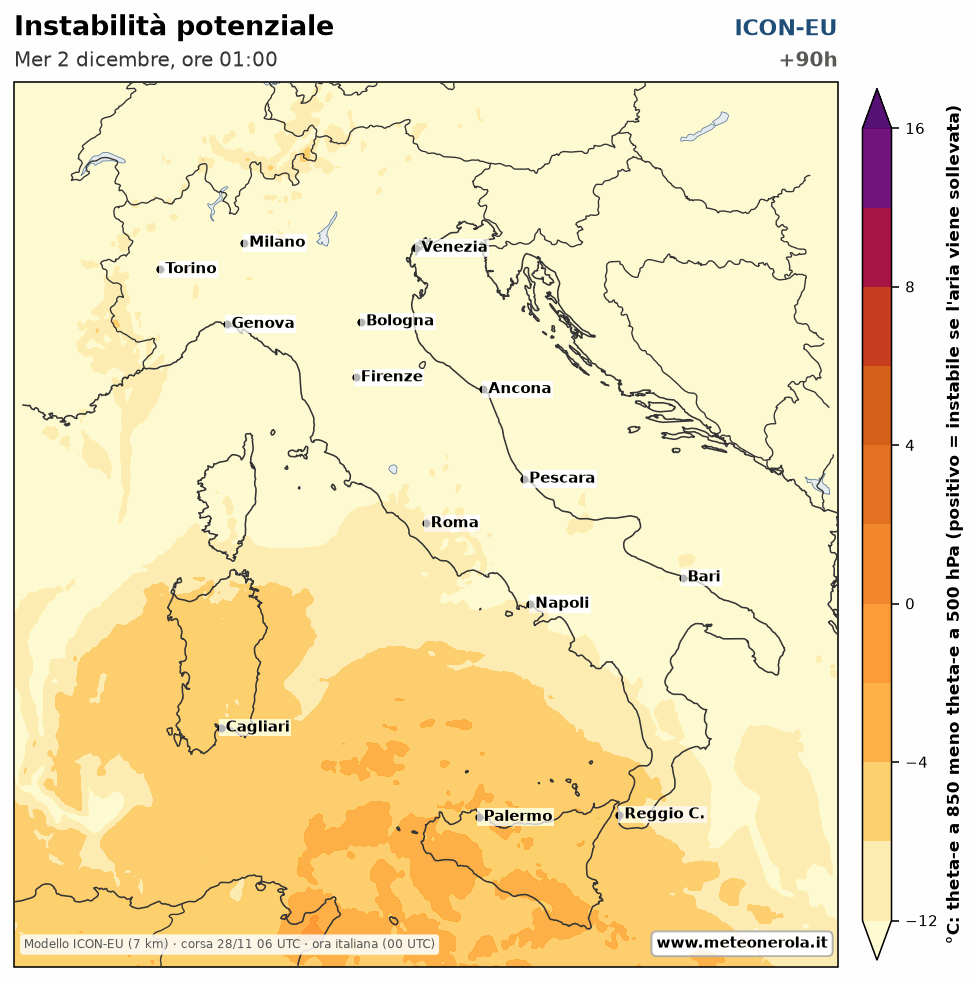 Instabilità potenziale
ICON-EU
Mer 2 dicembre, ore 01:00
+90h
Milano
Venezia
Torino
Genova
Bologna
Firenze
Ancona
Pescara
Roma
Bari
Napoli
Cagliari
Palermo
Reggio C.
16
8
4
0
−4
−12
°C: theta-e a 850 meno theta-e a 500 hPa (positivo = instabile se l'aria viene sollevata)
Modello ICON-EU (7 km) · corsa 28/11 06 UTC · ora italiana (00 UTC)
www.meteonerola.it